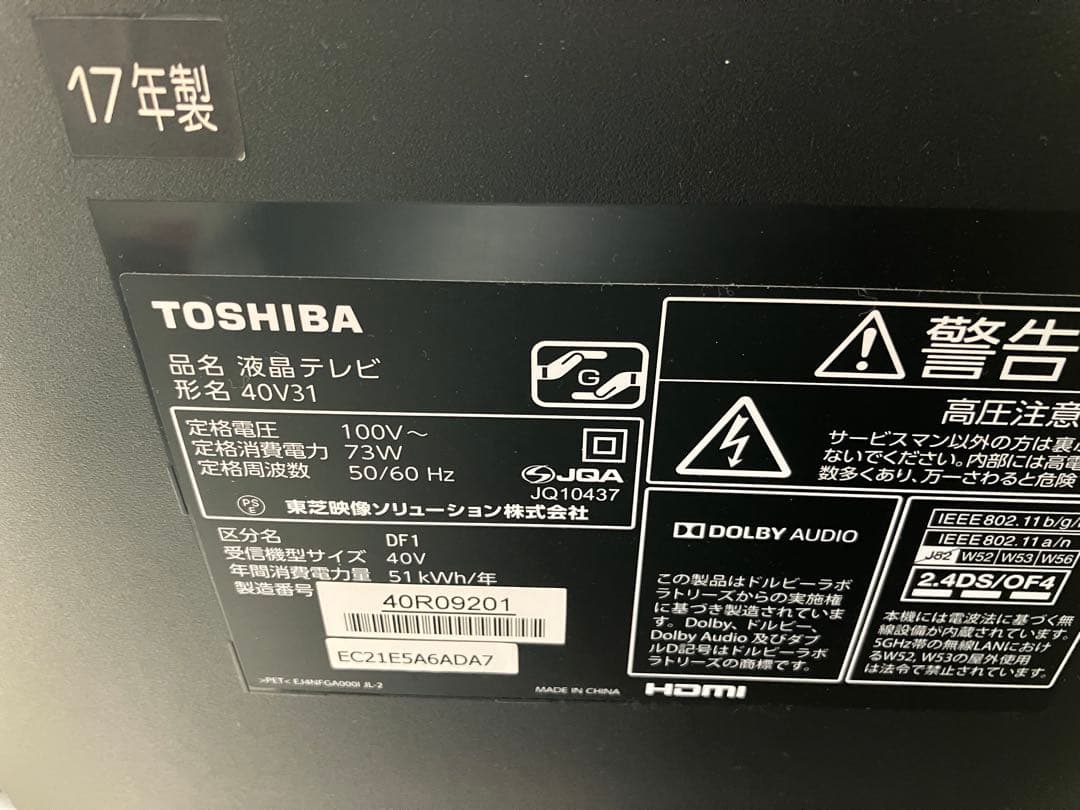 17年製
TOSHIBA
品名 液晶テレビ
形名 40V31
G
定格電圧 100V～
定格消費電力 73W
定格周波数 50/60 Hz
JQA
JQ10437
PS
E
東芝映像ソリューション株式会社
区分名 DF1
受信機型サイズ 40V
年間消費電力量 51kWh/年
製造番号
40R09201
EC21E5A6ADA7
MADE IN CHINA
HDMI
警告
高圧注意
サービスマン以外の方は裏ぶ
ないでください。内部には高電
数多くあり、万一さわると危険
DOLBY AUDIO
この製品はドルビーラボ
ラトリーズからの実施権
に基づき製造されていま
す。Dolby、ドルビー、
Dolby Audio 及びダブ
ルD記号はドルビーラボ
ラトリーズの商標です。
IEEE802.11b/g/
IEEE802.11a/n
J52 W52 W53 W56
2.4DS/OF4
本機には電波法に基づく無
線設備が内蔵されています。
5GHz帯の無線LANにおけ
るW52, W53の屋外使用
は法令で禁止されています。